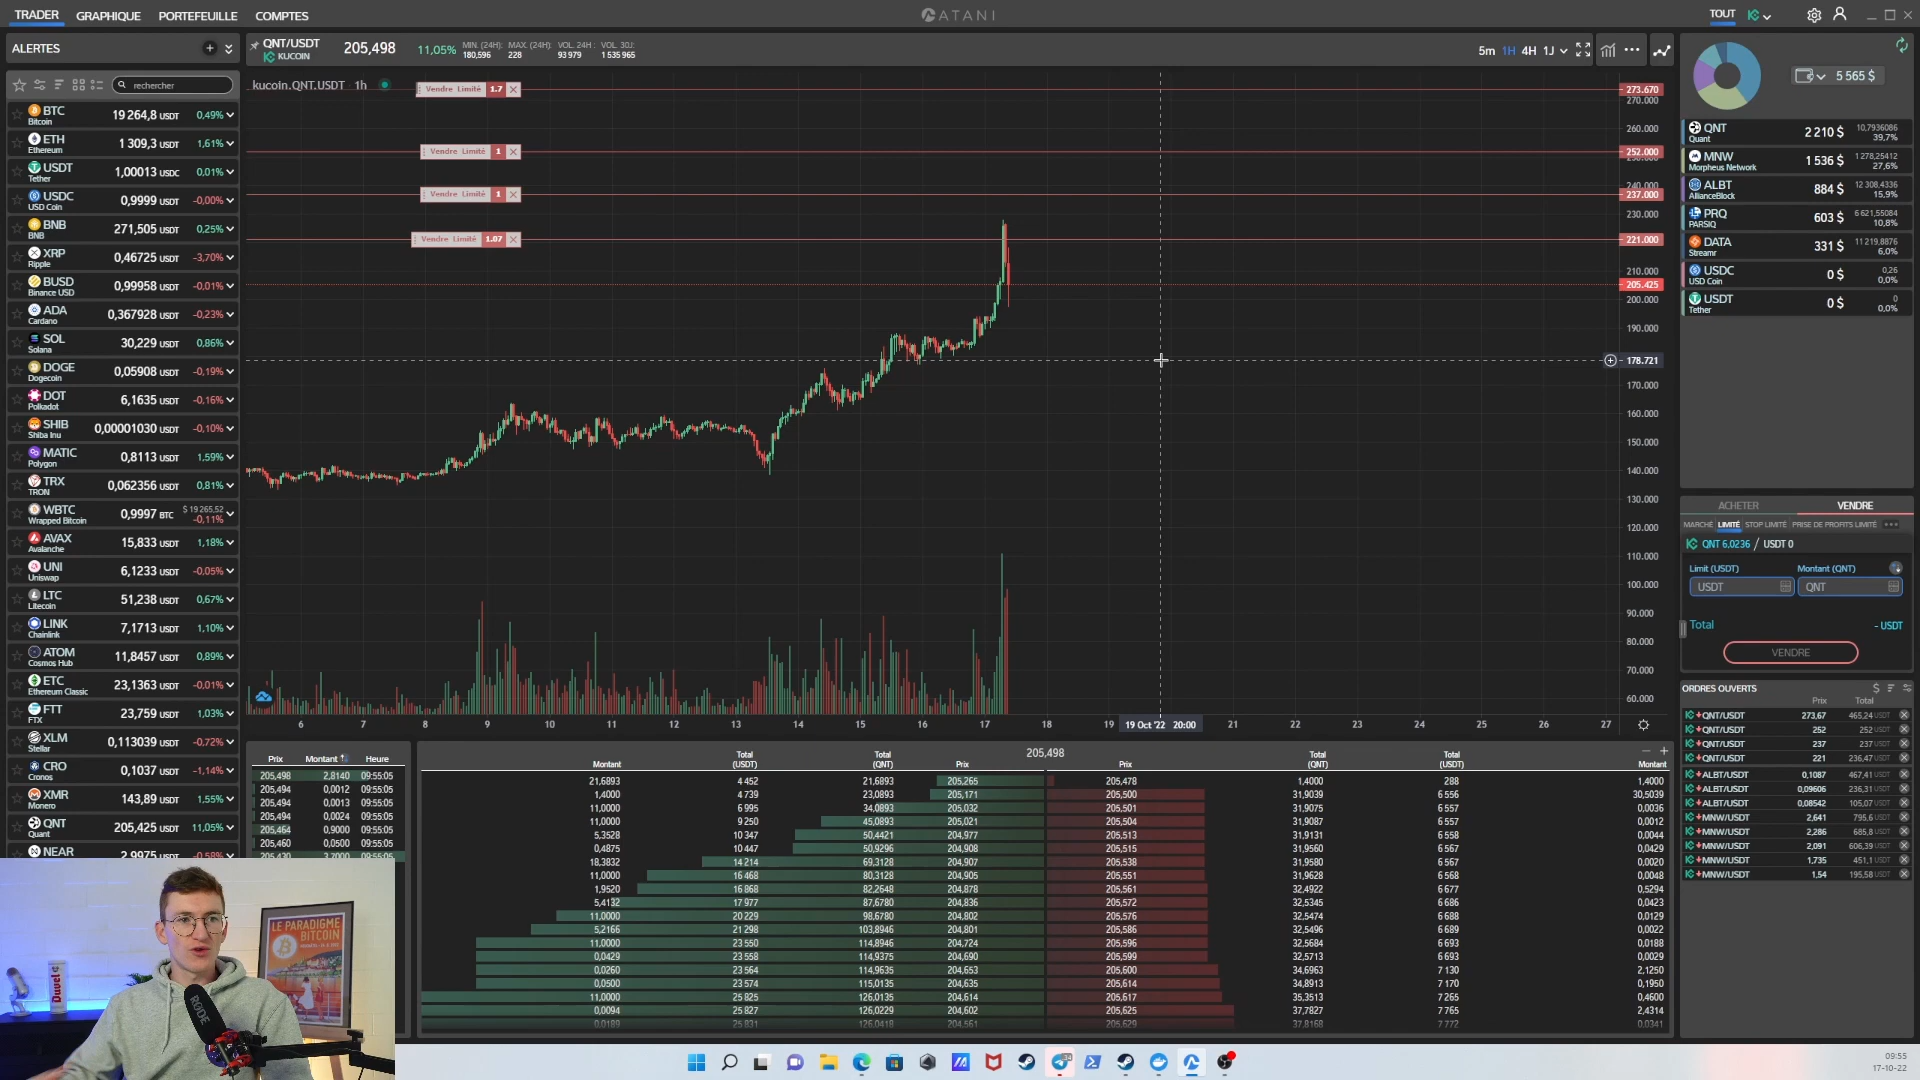 TRADER GRAPHIQUE PORTEFEUILLE COMPTES
ATANI
TOUT
ALERTES
rechercher
BTC 19 264,8 USDT 0,49%
Bitcoin
ETH 1 309,3 USDT 1,61%
Ethereum
USDT 1,00013 USDC 0,01%
Tether
USDC 0,9999 USDT -0,00%
USD Coin
BNB 271,505 USDT 0,25%
BNB
XRP 0,46725 USDT -3,70%
Ripple
BUSD 0,99958 USDT -0,01%
Binance USD
ADA 0,367928 USDT -0,23%
Cardano
SOL 30,229 USDT 0,86%
Solana
DOGE 0,05908 USDT -0,19%
Dogecoin
DOT 6,1635 USDT -0,16%
Polkadot
SHIB 0,00001030 USDT -0,10%
Shiba Inu
MATIC 0,8113 USDT 1,59%
Polygon
TRX 0,062356 USDT 0,81%
TRON
WBTC 0,9997 BTC $ 19 265,52
Wrapped Bitcoin -0,11%
AVAX 15,833 USDT 1,18%
Avalanche
UNI 6,1233 USDT -0,05%
Uniswap
LTC 51,238 USDT 0,67%
Litecoin
LINK 7,1713 USDT 1,10%
Chainlink
ATOM 11,8457 USDT 0,89%
Cosmos Hub
ETC 23,1363 USDT -0,01%
Ethereum Classic
FTT 23,759 USDT 1,03%
FTX
XLM 0,113039 USDT -0,72%
Stellar
CRO 0,1037 USDT -1,14%
Cronos
XMR 143,89 USDT 1,55%
Monero
QNT 205,425 USDT 11,05%
Quant
NEAR 2,9975 USDT -0,58%
QNT/USDT 205,498 11,05%
KUCOIN
MIN. (24H): MAX. (24H): VOL. 24H : VOL. 30J:
180,596 228 93 979 1 535 965
5m 1H 4H 1J
kucoin.QNT.USDT 1h
Vendre Limité 1.7
Vendre Limité 1
Vendre Limité 1
Vendre Limité 1.07
273.670
270.000
260.000
252.000
240.000
237.000
230.000
221.000
210.000
205.425
200.000
190.000
178.721
170.000
160.000
150.000
140.000
130.000
120.000
110.000
100.000
90.000
80.000
70.000
60.000
6 7 8 9 10 11 12 13 14 15 16 17 18 19 19 Oct '22 20:00 21 22 23 24 25 26 27
Prix Montant Heure
205,498 2,8140 09:55:05
205,494 0,0012 09:55:05
205,494 0,0013 09:55:05
205,494 0,0024 09:55:05
205,464 0,9000 09:55:05
205,460 0,0500 09:55:05
205,430 3,7000 09:55:05
205,498
Montant Total (USDT) Total (QNT) Prix Prix Total (QNT) Total (USDT) Montant
21,6893 4 452 21,6893 205,265 205,478 1,4000 288 1,4000
1,4000 4 739 23,0893 205,171 205,500 31,9039 6 556 30,5039
11,0000 6 995 34,0893 205,032 205,501 31,9075 6 557 0,0036
11,0000 9 250 45,0893 205,021 205,504 31,9087 6 557 0,0012
5,3528 10 347 50,4421 204,977 205,513 31,9131 6 558 0,0044
0,4875 10 447 50,9296 204,908 205,515 31,9560 6 567 0,0429
18,3832 14 214 69,3128 204,907 205,538 31,9580 6 567 0,0020
11,0000 16 468 80,3128 204,905 205,551 31,9628 6 568 0,0048
1,9520 16 868 82,2648 204,878 205,561 32,4922 6 677 0,5294
5,4132 17 977 87,6780 204,836 205,572 32,5345 6 686 0,0423
11,0000 20 229 98,6780 204,802 205,576 32,5474 6 688 0,0129
5,2166 21 298 103,8946 204,801 205,586 32,5496 6 689 0,0022
11,0000 23 550 114,8946 204,724 205,596 32,5684 6 693 0,0188
0,0429 23 558 114,9375 204,690 205,599 32,5713 6 693 0,0029
0,0260 23 564 114,9635 204,653 205,600 34,6963 7 130 2,1250
0,0500 23 574 115,0135 204,635 205,614 34,8913 7 170 0,1950
11,0000 25 825 126,0135 204,614 205,617 35,3513 7 265 0,4600
0,0094 25 827 126,0229 204,602 205,625 37,7827 7 765 2,4314
0,0189 25 831 126,0418 204,561 205,629 37,8168 7 772 0,0341
5 565 $
QNT 2 210 $ 10,7936086
Quant 39,7%
MNW 1 536 $ 1 278,25412
Morpheus Network 27,6%
ALBT 884 $ 12 308,4336
AllianceBlock 15,9%
PRQ 603 $ 6 621,55084
PARSIQ 10,8%
DATA 331 $ 11 219,8876
Streamr 6,0%
USDC 0 $ 0,26
USD Coin 0,0%
USDT 0 $ 0
Tether 0,0%
ACHETER VENDRE
MARCHÉ LIMITÉ STOP LIMITÉ PRISE DE PROFITS LIMITÉ
QNT 6,0236 / USDT 0
Limit (USDT) Montant (QNT)
USDT QNT
Total - USDT
VENDRE
ORDRES OUVERTS
Prix Total
QNT/USDT 273,67 465,24 USDT
QNT/USDT 252 252 USDT
QNT/USDT 237 237 USDT
QNT/USDT 221 236,47 USDT
ALBT/USDT 0,1087 467,41 USDT
ALBT/USDT 0,09606 236,31 USDT
ALBT/USDT 0,08542 105,07 USDT
MNW/USDT 2,641 795,6 USDT
MNW/USDT 2,286 685,8 USDT
MNW/USDT 2,091 606,39 USDT
MNW/USDT 1,735 451,1 USDT
MNW/USDT 1,54 195,58 USDT
LE PARADIGME
BITCOIN
Duvel
RØDE
09:55
17-10-22